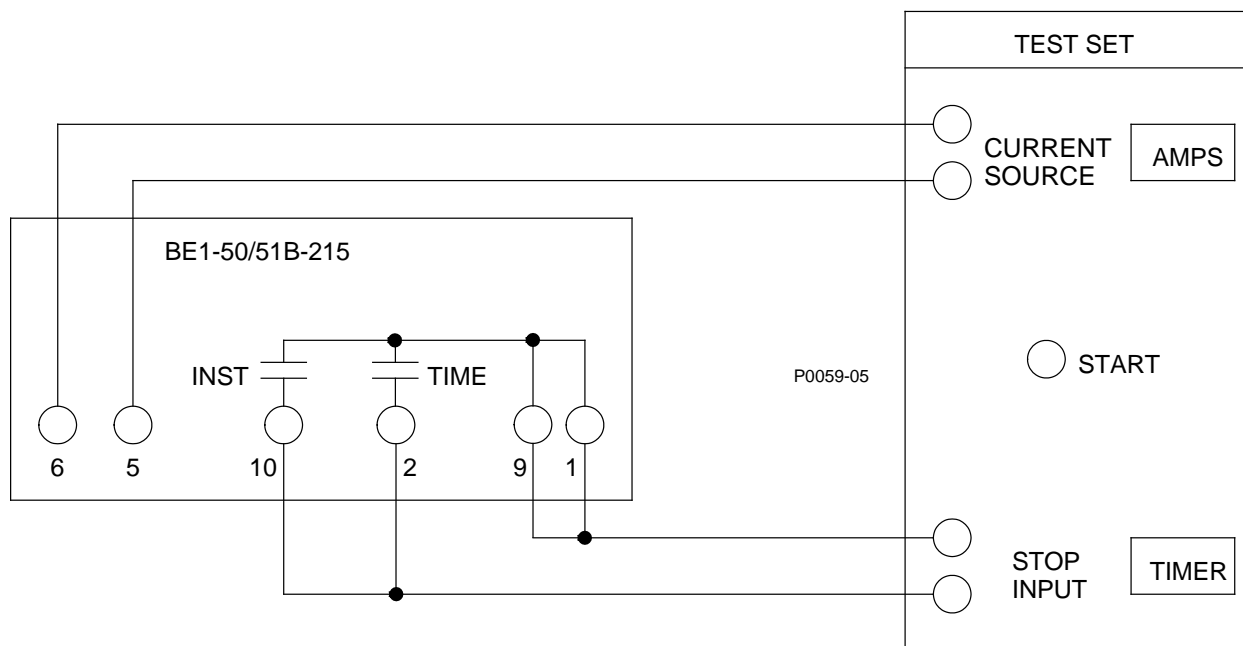 TEST SET
CURRENT
SOURCE
AMPS
BE1-50/51B-215
INST
TIME
P0059-05
START
6 5 10 2 9 1
STOP
INPUT
TIMER